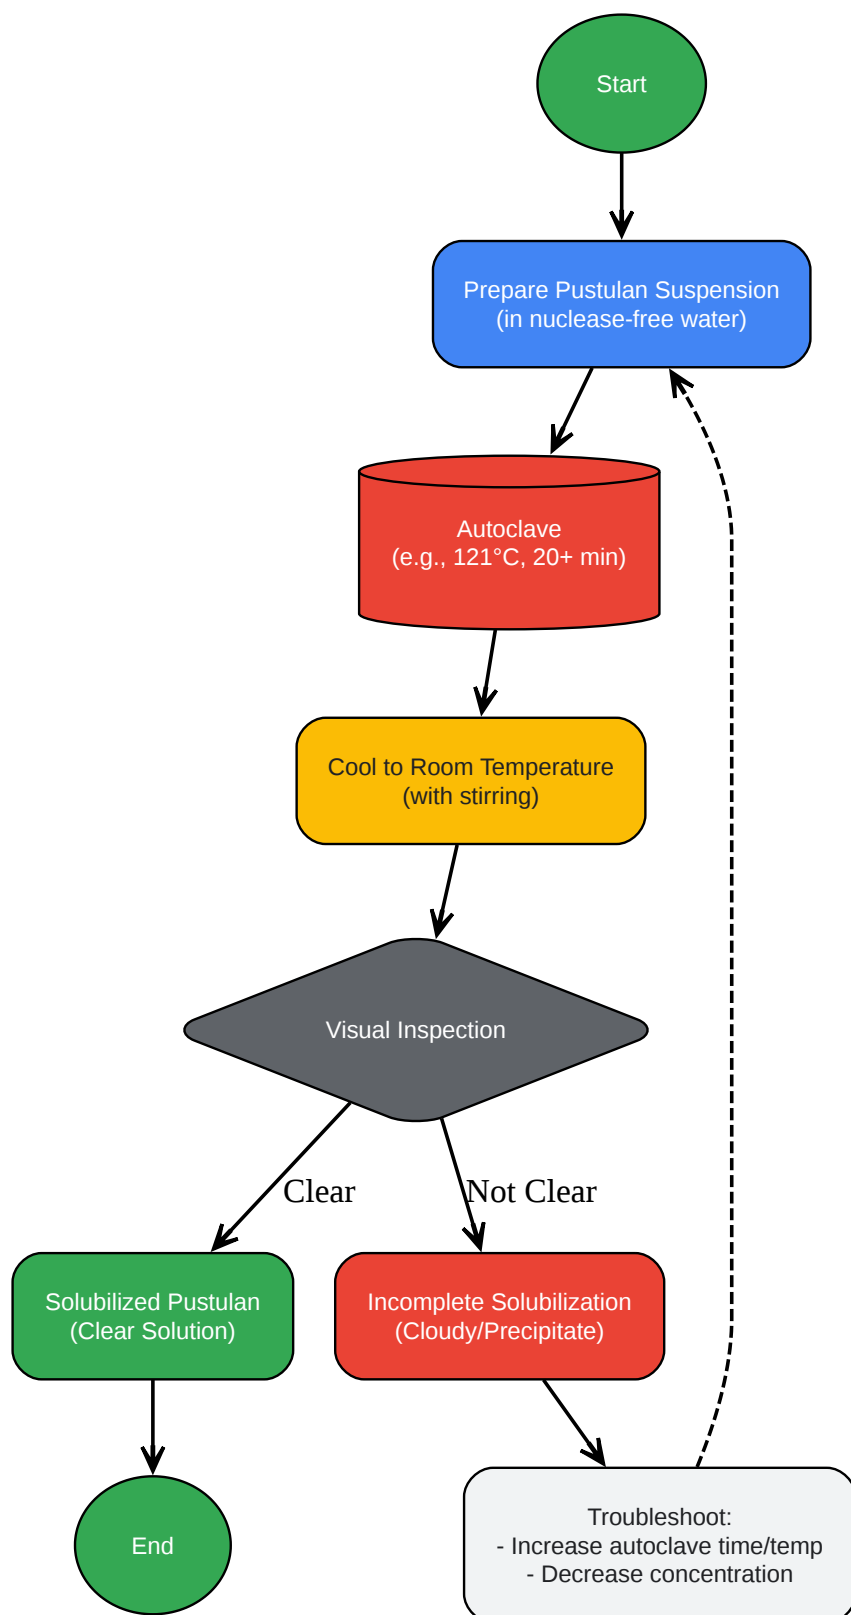 Start
Prepare Pustulan Suspension
(in nuclease-free water)
Autoclave
(e.g., 121°C, 20+ min)
Cool to Room Temperature
(with stirring)
Visual Inspection
Clear
Not Clear
Solubilized Pustulan
(Clear Solution)
Incomplete Solubilization
(Cloudy/Precipitate)
End
Troubleshoot:
- Increase autoclave time/temp
- Decrease concentration